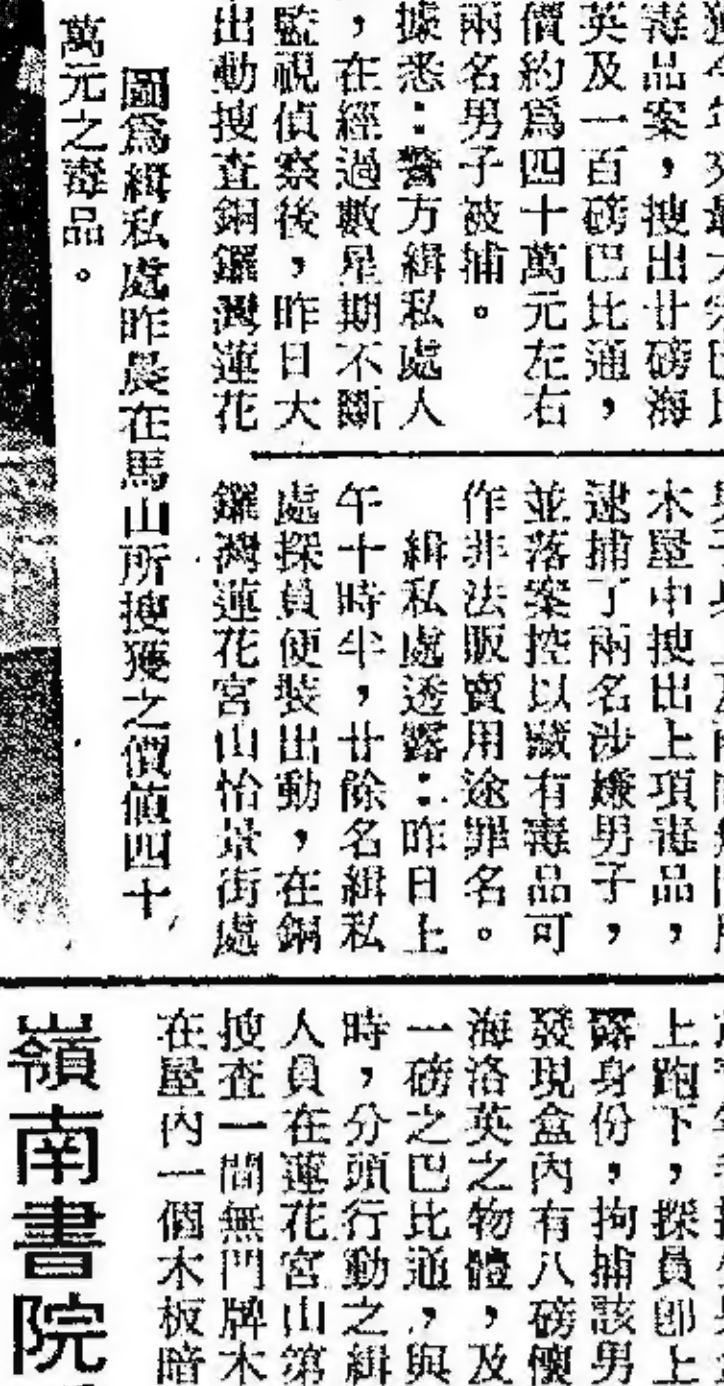 毒品案,搜出廿磅海
英及一百磅巴比通,
價約爲四十萬元左右
兩名男子被捕。
據悉:警方緝私處人
,在經過數星期不斷
監視偵察後,昨日大
出動搜查銅鑼灣蓮花
圖爲緝私處昨晨在馬山所搜獲之價值四十
萬元之毒品。
木屋中搜出上項毒品,
逮捕了兩名涉嫌男子,
並落案控以藏有毒品可
作非法販賣用途罪名。
緝私處透露:昨日上
午十時半,廿餘名緝私
處探員便裝出動,在銅
鑼灣蓮花宮山怡景街處
上跑下,探員即上
露身份,拘捕該男
發現盒內有八磅懷
海洛英之物體,及
一磅之巴比通,與
時,分頭行動之緝
人員在蓮花宮山第
搜查一間無門牌木
在屋內一個木板暗
嶺南書院